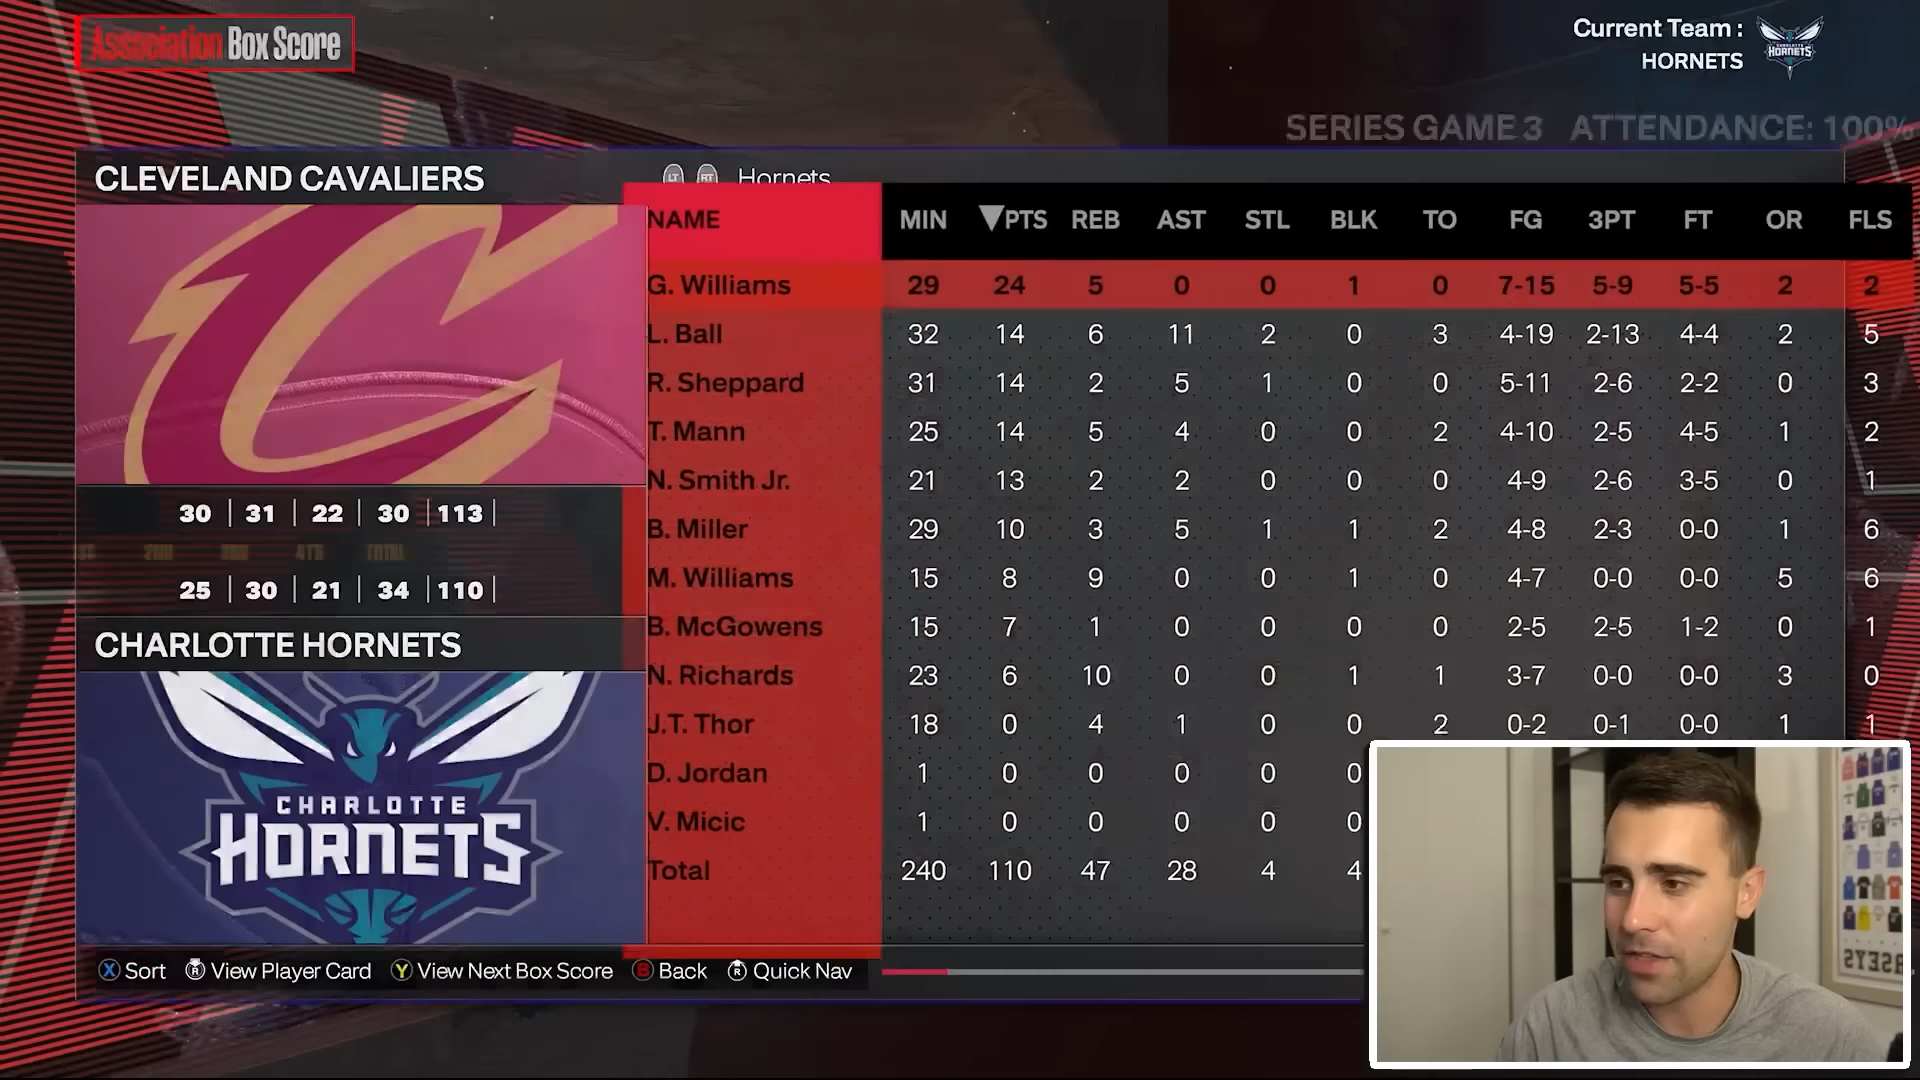 Association Box Score
Current Team :
HORNETS
SERIES GAME 3 ATTENDANCE: 100%
CLEVELAND CAVALIERS
LT RT Hornets
NAME MIN PTS REB AST STL BLK TO FG 3PT FT OR FLS
G. Williams 29 24 5 0 0 1 0 7-15 5-9 5-5 2 2
L. Ball 32 14 6 11 2 0 3 4-19 2-13 4-4 2 5
R. Sheppard 31 14 2 5 1 0 0 5-11 2-6 2-2 0 3
T. Mann 25 14 5 4 0 0 2 4-10 2-5 4-5 1 2
N. Smith Jr. 21 13 2 2 0 0 0 4-9 2-6 3-5 0 1
B. Miller 29 10 3 5 1 1 2 4-8 2-3 0-0 1 6
M. Williams 15 8 9 0 0 1 0 4-7 0-0 0-0 5 6
B. McGowens 15 7 1 0 0 0 0 2-5 2-5 1-2 0 1
N. Richards 23 6 10 0 0 1 1 3-7 0-0 0-0 3 0
J.T. Thor 18 0 4 1 0 0 2 0-2 0-1 0-0 1 1
D. Jordan 1 0 0 0 0 0
V. Micic 1 0 0 0 0 0
Total 240 110 47 28 4 4
30 | 31 | 22 | 30 | 113 |
1ST 2ND 3RD 4TH TOTAL
25 | 30 | 21 | 34 | 110 |
CHARLOTTE HORNETS
CHARLOTTE
HORNETS
X Sort R View Player Card Y View Next Box Score B Back R Quick Nav